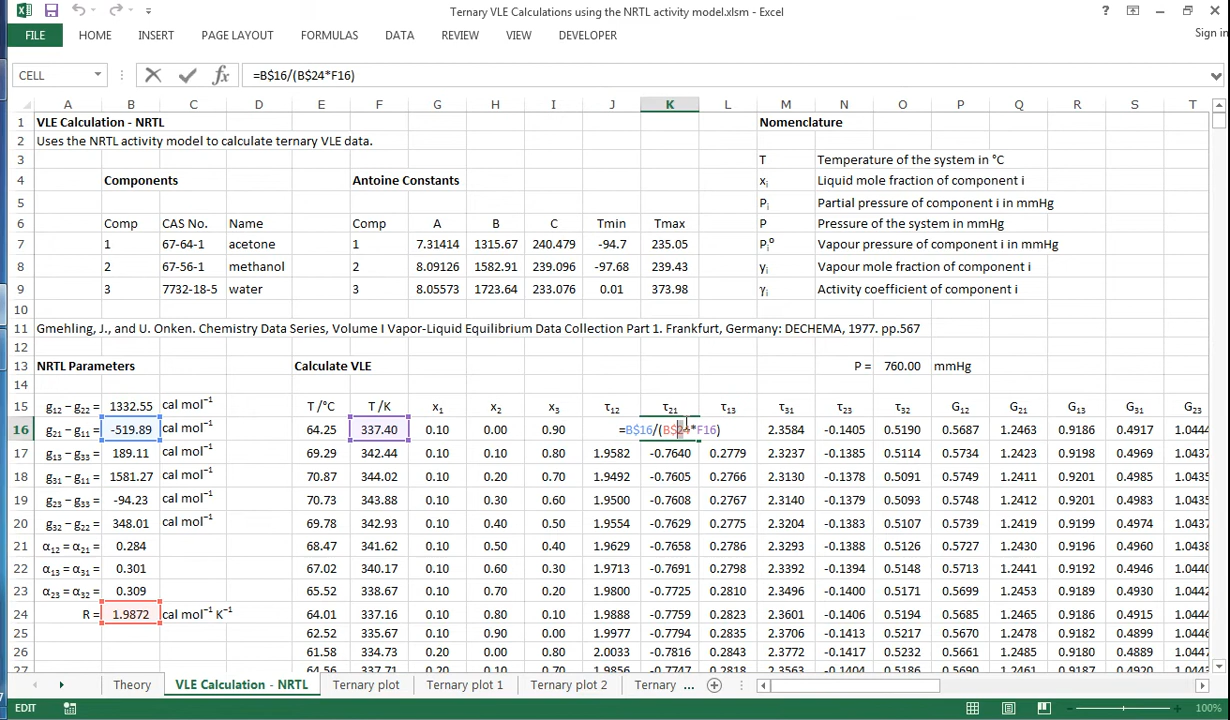 Ternary VLE Calculations using the NRTL activity model.xlsm - Excel
FILE HOME INSERT PAGE LAYOUT FORMULAS DATA REVIEW VIEW DEVELOPER Sign in
CELL =B$16/(B$24*F16)
A B C D E F G H I J K L M N O P Q R S T
1 VLE Calculation - NRTL Nomenclature
2 Uses the NRTL activity model to calculate ternary VLE data.
3 T Temperature of the system in °C
4 Components Antoine Constants xᵢ Liquid mole fraction of component i
5 Pᵢ Partial pressure of component i in mmHg
6 Comp CAS No. Name Comp A B C Tmin Tmax P Pressure of the system in mmHg
7 1 67-64-1 acetone 1 7.31414 1315.67 240.479 -94.7 235.05 Pᵢ° Vapour pressure of component i in mmHg
8 2 67-56-1 methanol 2 8.09126 1582.91 239.096 -97.68 239.43 yᵢ Vapour mole fraction of component i
9 3 7732-18-5 water 3 8.05573 1723.64 233.076 0.01 373.98 γᵢ Activity coefficient of component i
10
11 Gmehling, J., and U. Onken. Chemistry Data Series, Volume I Vapor-Liquid Equilibrium Data Collection Part 1. Frankfurt, Germany: DECHEMA, 1977. pp.567
12
13 NRTL Parameters Calculate VLE P = 760.00 mmHg
14
15 g₁₂ − g₂₂ = 1332.55 cal mol⁻¹ T /°C T /K x₁ x₂ x₃ τ₁₂ τ₂₁ τ₁₃ τ₃₁ τ₂₃ τ₃₂ G₁₂ G₂₁ G₁₃ G₃₁ G₂₃
16 g₂₁ − g₁₁ = -519.89 cal mol⁻¹ 64.25 337.40 0.10 0.00 0.90 =B$16/(B$24*F16) 2.3584 -0.1405 0.5190 0.5687 1.2463 0.9187 0.4917 1.0444
17 g₁₃ − g₃₃ = 189.11 cal mol⁻¹ 69.29 342.44 0.10 0.10 0.80 1.9582 -0.7640 0.2779 2.3237 -0.1385 0.5114 0.5734 1.2423 0.9198 0.4969 1.0437
18 g₃₁ − g₁₁ = 1581.27 cal mol⁻¹ 70.87 344.02 0.10 0.20 0.70 1.9492 -0.7605 0.2766 2.3130 -0.1378 0.5091 0.5749 1.2411 0.9201 0.4985 1.0435
19 g₂₃ − g₃₃ = -94.23 cal mol⁻¹ 70.73 343.88 0.10 0.30 0.60 1.9500 -0.7608 0.2767 2.3140 -0.1379 0.5093 0.5748 1.2412 0.9201 0.4983 1.0435
20 g₃₂ − g₂₂ = 348.01 cal mol⁻¹ 69.78 342.93 0.10 0.40 0.50 1.9554 -0.7629 0.2775 2.3204 -0.1383 0.5107 0.5739 1.2419 0.9199 0.4974 1.0436
21 α₁₂ = α₂₁ = 0.284 68.47 341.62 0.10 0.50 0.40 1.9629 -0.7658 0.2786 2.3293 -0.1388 0.5126 0.5727 1.2430 0.9196 0.4960 1.0438
22 α₁₃ = α₃₁ = 0.301 67.02 340.17 0.10 0.60 0.30 1.9713 -0.7691 0.2798 2.3392 -0.1394 0.5148 0.5713 1.2441 0.9193 0.4945 1.0440
23 α₂₃ = α₃₂ = 0.309 65.52 338.67 0.10 0.70 0.20 1.9800 -0.7725 0.2810 2.3496 -0.1400 0.5171 0.5699 1.2453 0.9189 0.4930 1.0442
24 R = 1.9872 cal mol⁻¹ K⁻¹ 64.01 337.16 0.10 0.80 0.10 1.9888 -0.7759 0.2823 2.3601 -0.1406 0.5194 0.5685 1.2465 0.9186 0.4915 1.0444
25 62.52 335.67 0.10 0.90 0.00 1.9977 -0.7794 0.2835 2.3706 -0.1413 0.5217 0.5670 1.2478 0.9183 0.4899 1.0446
26 61.58 334.73 0.20 0.00 0.80 2.0033 -0.7816 0.2843 2.3772 -0.1417 0.5232 0.5661 1.2486 0.9180 0.4889 1.0448
27 64.56 337.71 0.20 0.10 -0.7747 0.2818 2.3563 -0.1404 0.5186
Theory VLE Calculation - NRTL Ternary plot Ternary plot 1 Ternary plot 2 Ternary ...
EDIT 100%